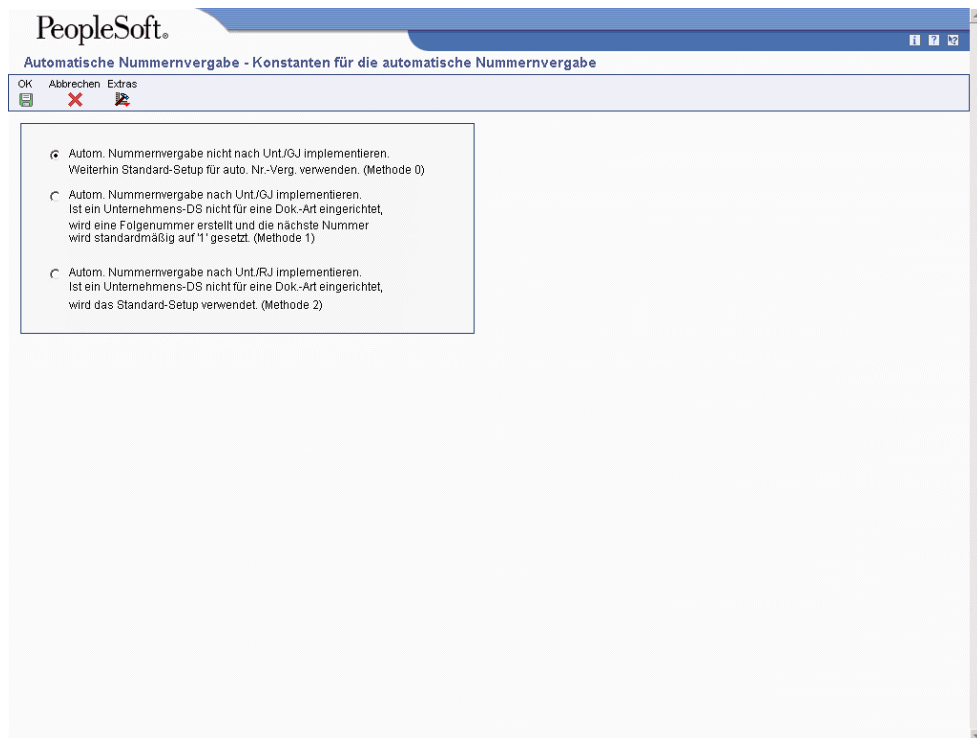 PeopleSoft®
Automatische Nummernvergabe - Konstanten für die automatische Nummernvergabe
OK Abbrechen Extras
Autom. Nummernvergabe nicht nach Unt./GJ implementieren.
Weiterhin Standard-Setup für auto. Nr.-Verg. verwenden. (Methode 0)
Autom. Nummernvergabe nach Unt./GJ implementieren.
Ist ein Unternehmens-DS nicht für eine Dok.-Art eingerichtet,
wird eine Folgenummer erstellt und die nächste Nummer
wird standardmäßig auf '1' gesetzt. (Methode 1)
Autom. Nummernvergabe nach Unt./RJ implementieren.
Ist ein Unternehmens-DS nicht für eine Dok.-Art eingerichtet,
wird das Standard-Setup verwendet. (Methode 2)